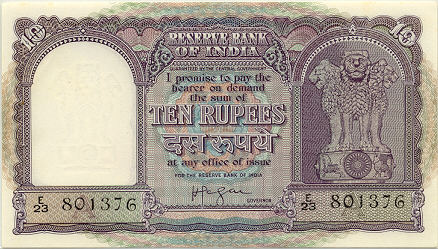 10 10
RESERVE BANK
OF INDIA
GUARANTEED BY THE CENTRAL GOVERNMENT
I promise to pay the
bearer on demand
the sum of
TEN RUPEES
दस रुपये
at any office of issue
FOR THE RESERVE BANK OF INDIA
GOVERNOR
E/23 801376
E/23 801376